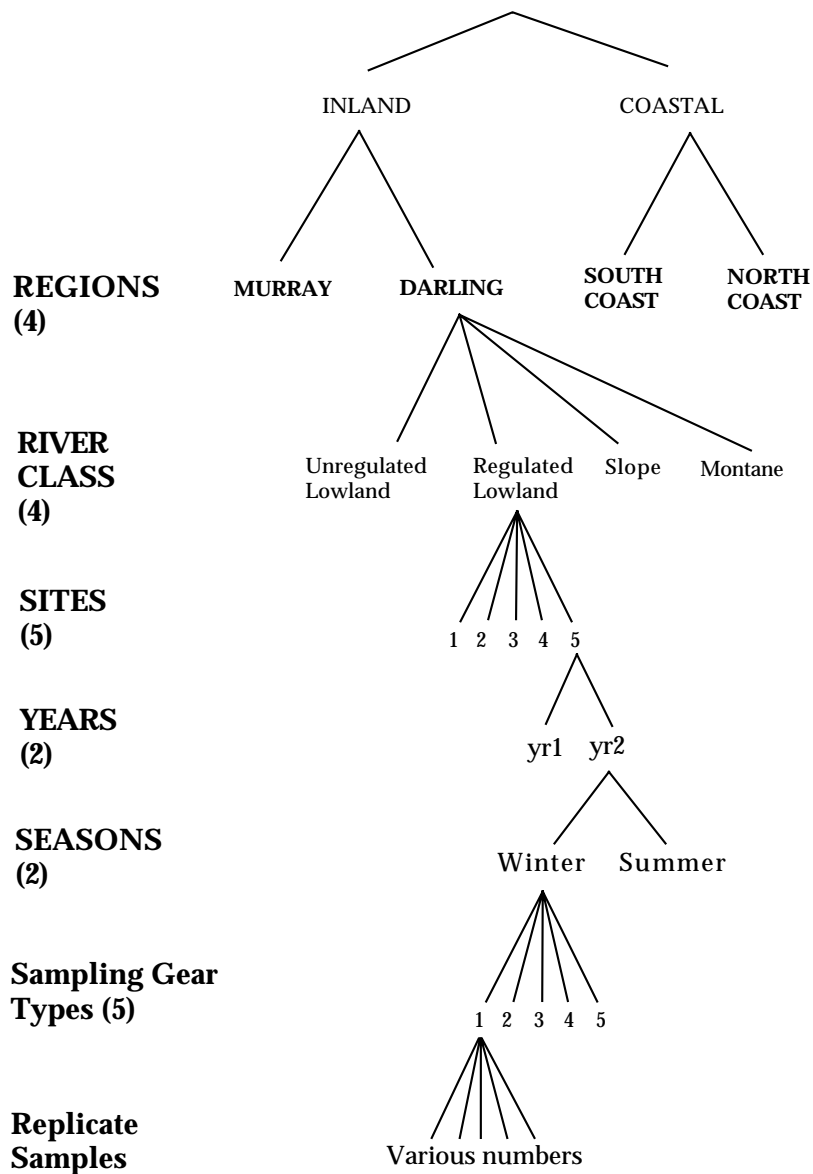 INLAND COASTAL
REGIONS
(4)
MURRAY DARLING
SOUTH
COAST
NORTH
COAST
RIVER
CLASS
(4)
Unregulated
Lowland
Regulated
Lowland
Slope Montane
SITES
(5)
1 2 3 4 5
YEARS
(2)
yr1 yr2
SEASONS
(2)
Winter Summer
Sampling Gear
Types (5)
1 2 3 4 5
Replicate
Samples
Various numbers